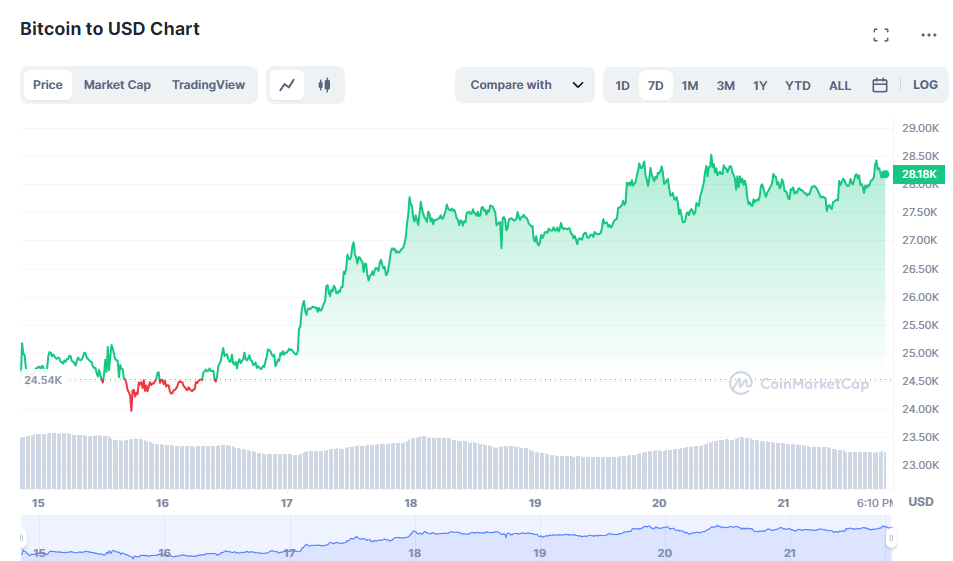 Bitcoin to USD Chart
Price Market Cap TradingView Compare with 1D 7D 1M 3M 1Y YTD ALL LOG
29.00K
28.50K
28.18K
28.00K
27.50K
27.00K
26.50K
26.00K
25.50K
25.00K
24.54K
24.50K
CoinMarketCap
24.00K
23.50K
23.00K
15 16 17 18 19 20 21 6:10 PM USD
15 16 17 18 19 20 21